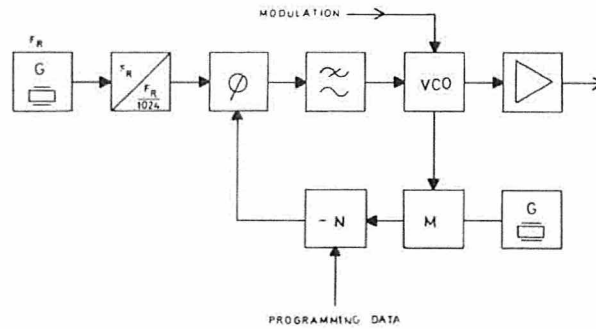 MODULATION
F_R
G
F_R
F_R
1024
φ
VCO
-N
M
G
PROGRAMMING DATA